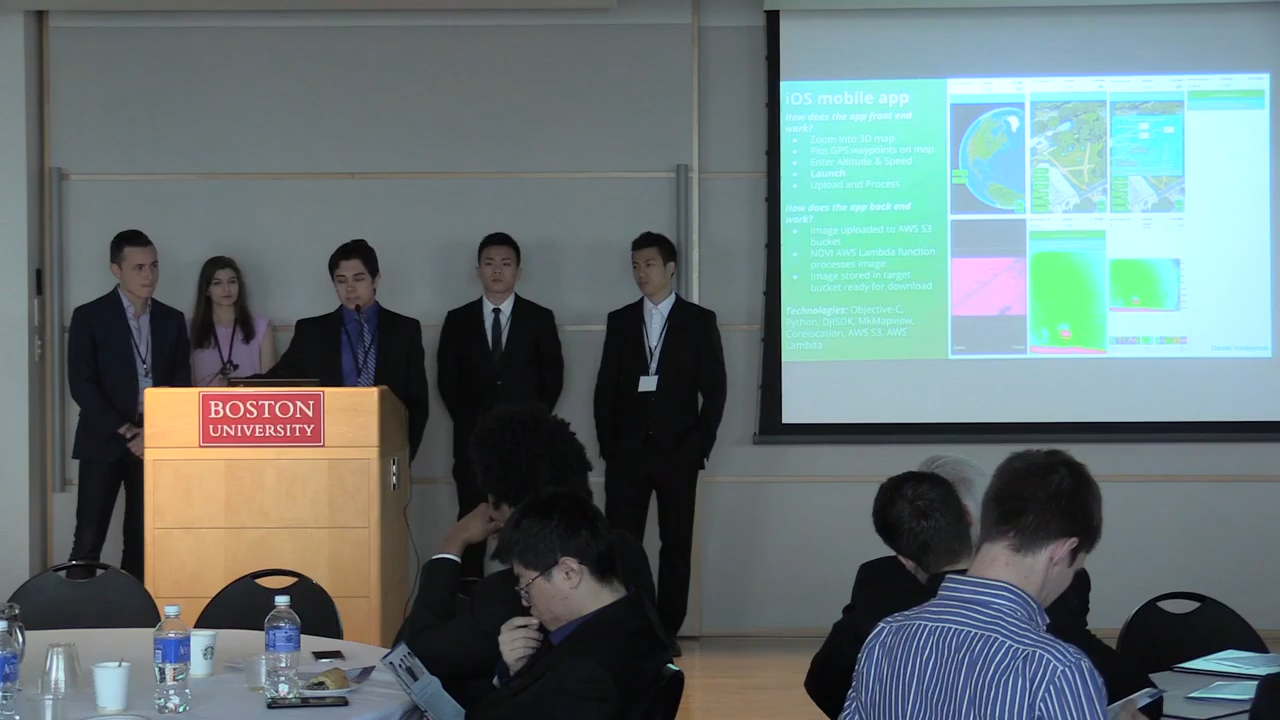 BOSTON
UNIVERSITY
iOS mobile app
How does the app front end
work?
Zoom into 3D map
Plot GPS waypoints on map
Enter Altitude & Speed
Launch
Upload and Process
How does the app back end
work?
Image uploaded to AWS S3
bucket
NDVI AWS Lambda function
processes image
Image stored in target
bucket ready for download
Technologies: Objective-C,
Python, DJISDK, MkMapview,
Corelocation, AWS S3, AWS
Lambda